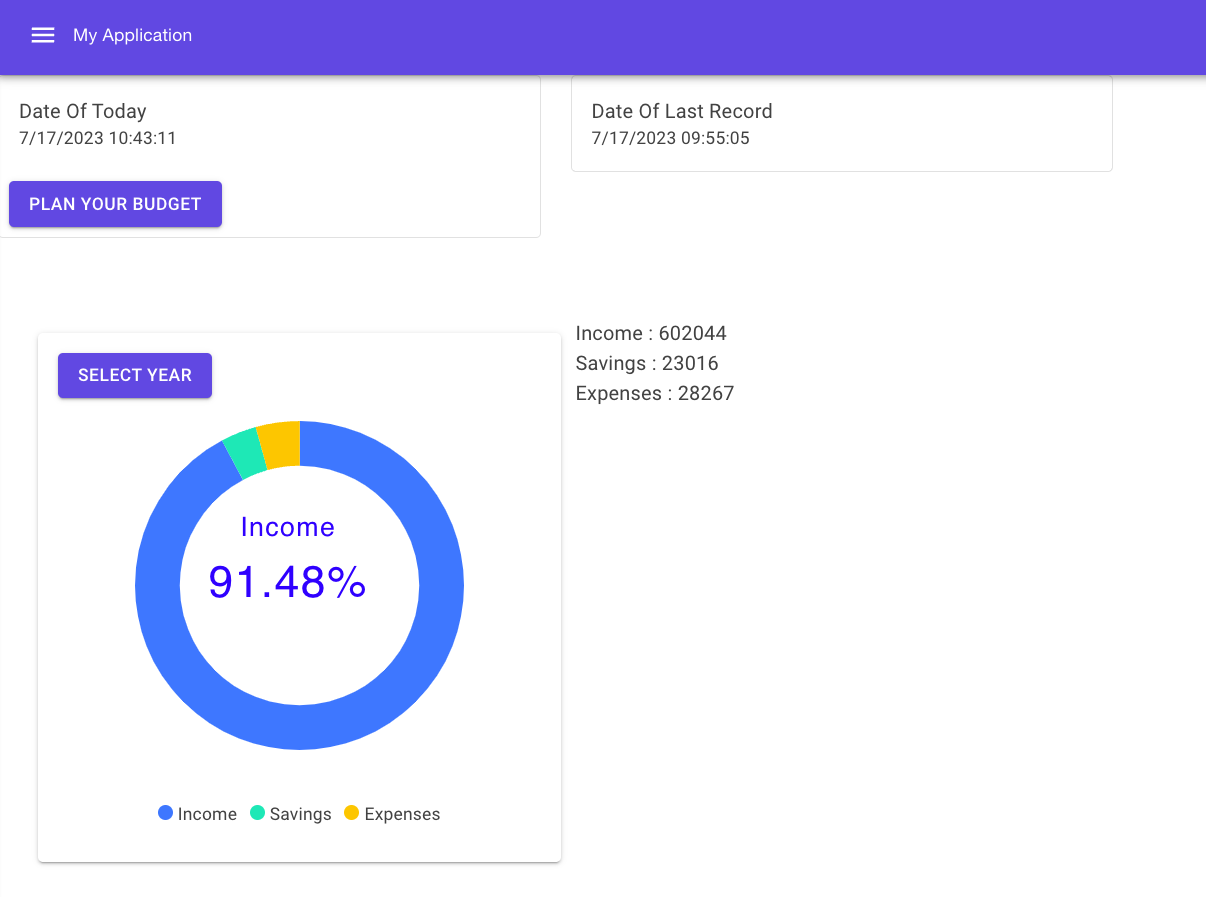 My Application
Date Of Today
7/17/2023 10:43:11
PLAN YOUR BUDGET
Date Of Last Record
7/17/2023 09:55:05
SELECT YEAR
Income
91.48%
Income Savings Expenses
Income : 602044
Savings : 23016
Expenses : 28267